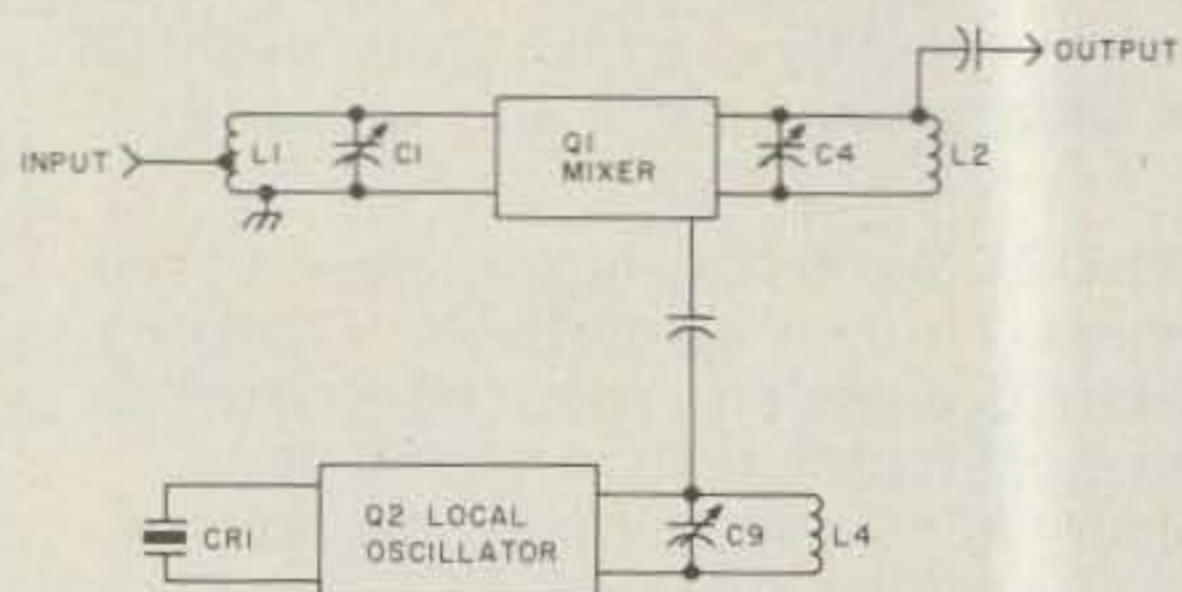 OUTPUT
INPUT
L1
C1
Q1
MIXER
C4
L2
CR1
Q2 LOCAL
OSCILLATOR
C9
L4